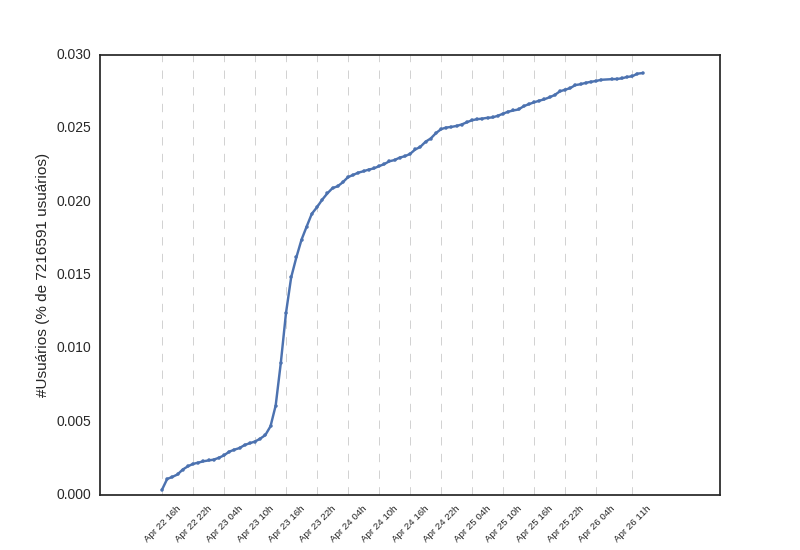 0.030
0.025
0.020
0.015
0.010
0.005
0.000
#Usuários (% de 7216591 usuários)
Apr 22 16h
Apr 22 22h
Apr 23 04h
Apr 23 10h
Apr 23 16h
Apr 23 22h
Apr 24 04h
Apr 24 10h
Apr 24 16h
Apr 24 22h
Apr 25 04h
Apr 25 10h
Apr 25 16h
Apr 25 22h
Apr 26 04h
Apr 26 11h